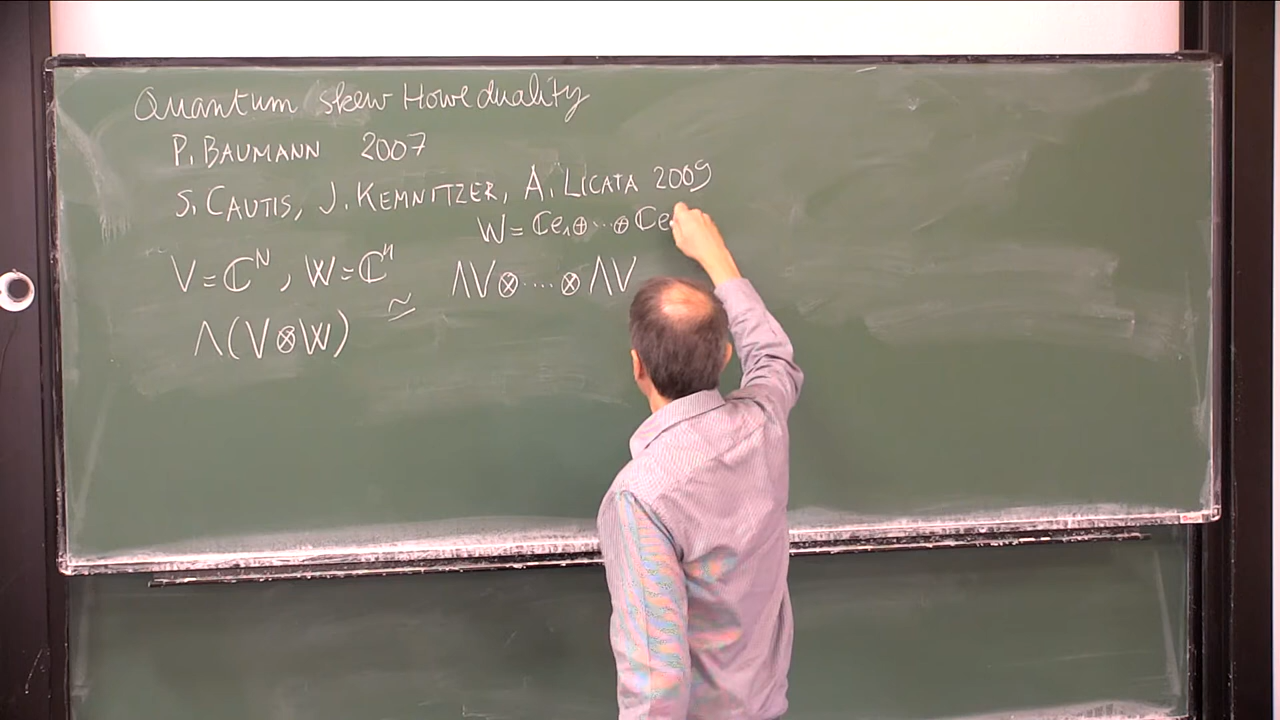 Quantum skew Howe duality
P. BAUMANN 2007
S. CAUTIS, J. KEMNITZER, A. LICATA 2009
W = ℂe₁⊕···⊕ℂe
V=ℂᴺ, W=ℂⁿ ΛV⊗····⊗ΛV
≃
Λ(V⊗W)